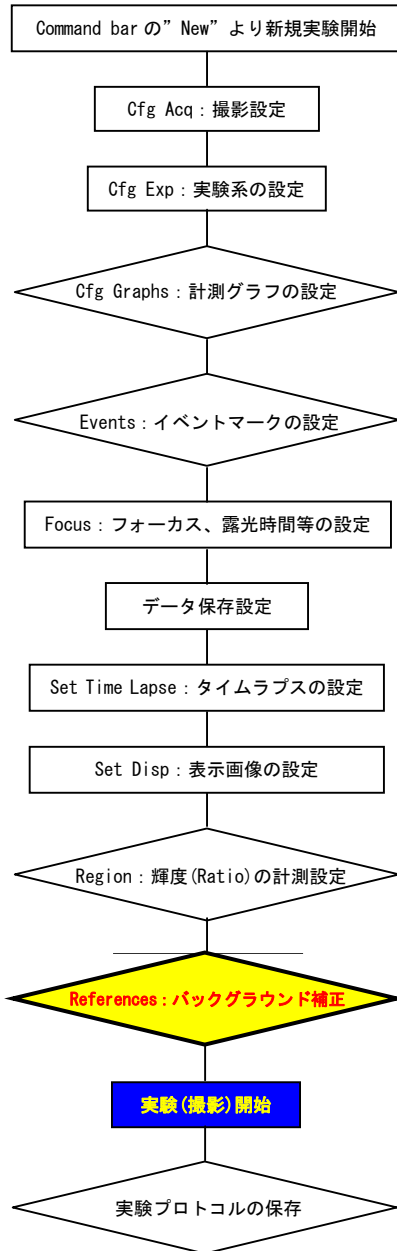 Command bar の”New”より新規実験開始
Cfg Acq：撮影設定
Cfg Exp：実験系の設定
Cfg Graphs：計測グラフの設定
Events：イベントマークの設定
Focus：フォーカス、露光時間等の設定
データ保存設定
Set Time Lapse：タイムラプスの設定
Set Disp：表示画像の設定
Region：輝度(Ratio)の計測設定
References：バックグラウンド補正
実験(撮影)開始
実験プロトコルの保存